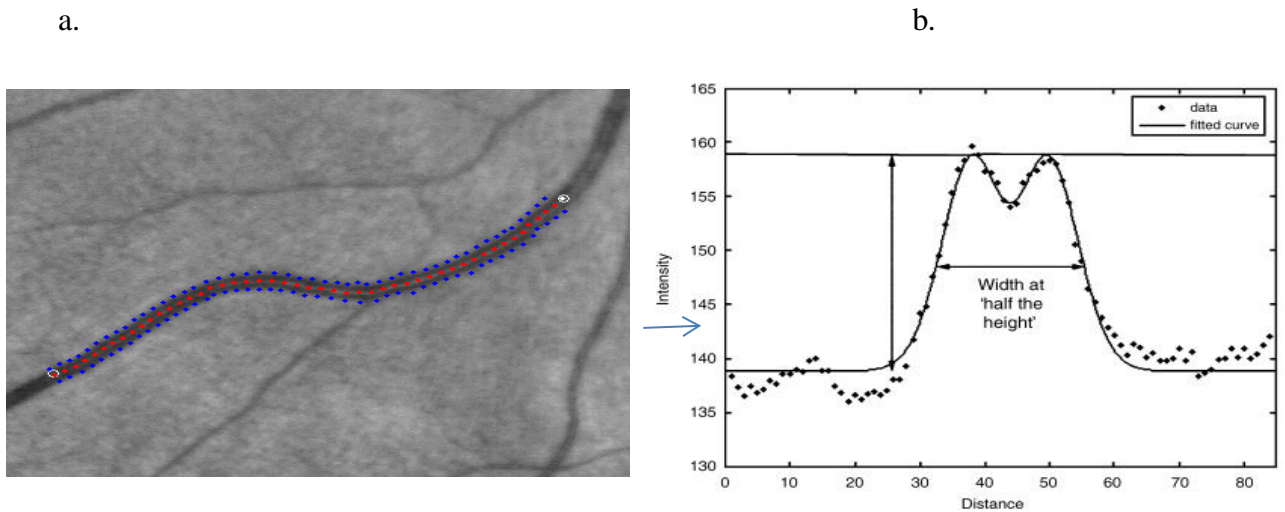 a.
b.
165
160
155
150
145
140
135
130
Intensity
data
fitted curve
Width at
'half the
height'
0
10
20
30
40
50
60
70
80
Distance